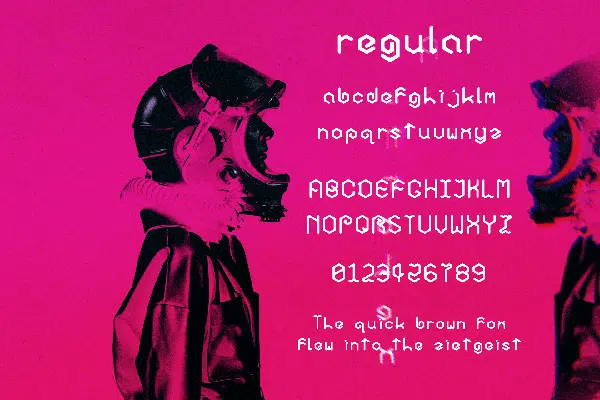 regular
abcdefghijklm
nopqrstuvwxyz
ABCDEFGHIJKLM
NOPQRSTUVWXYZ
0123456789
The quick brown fox
flew into the zietgeist